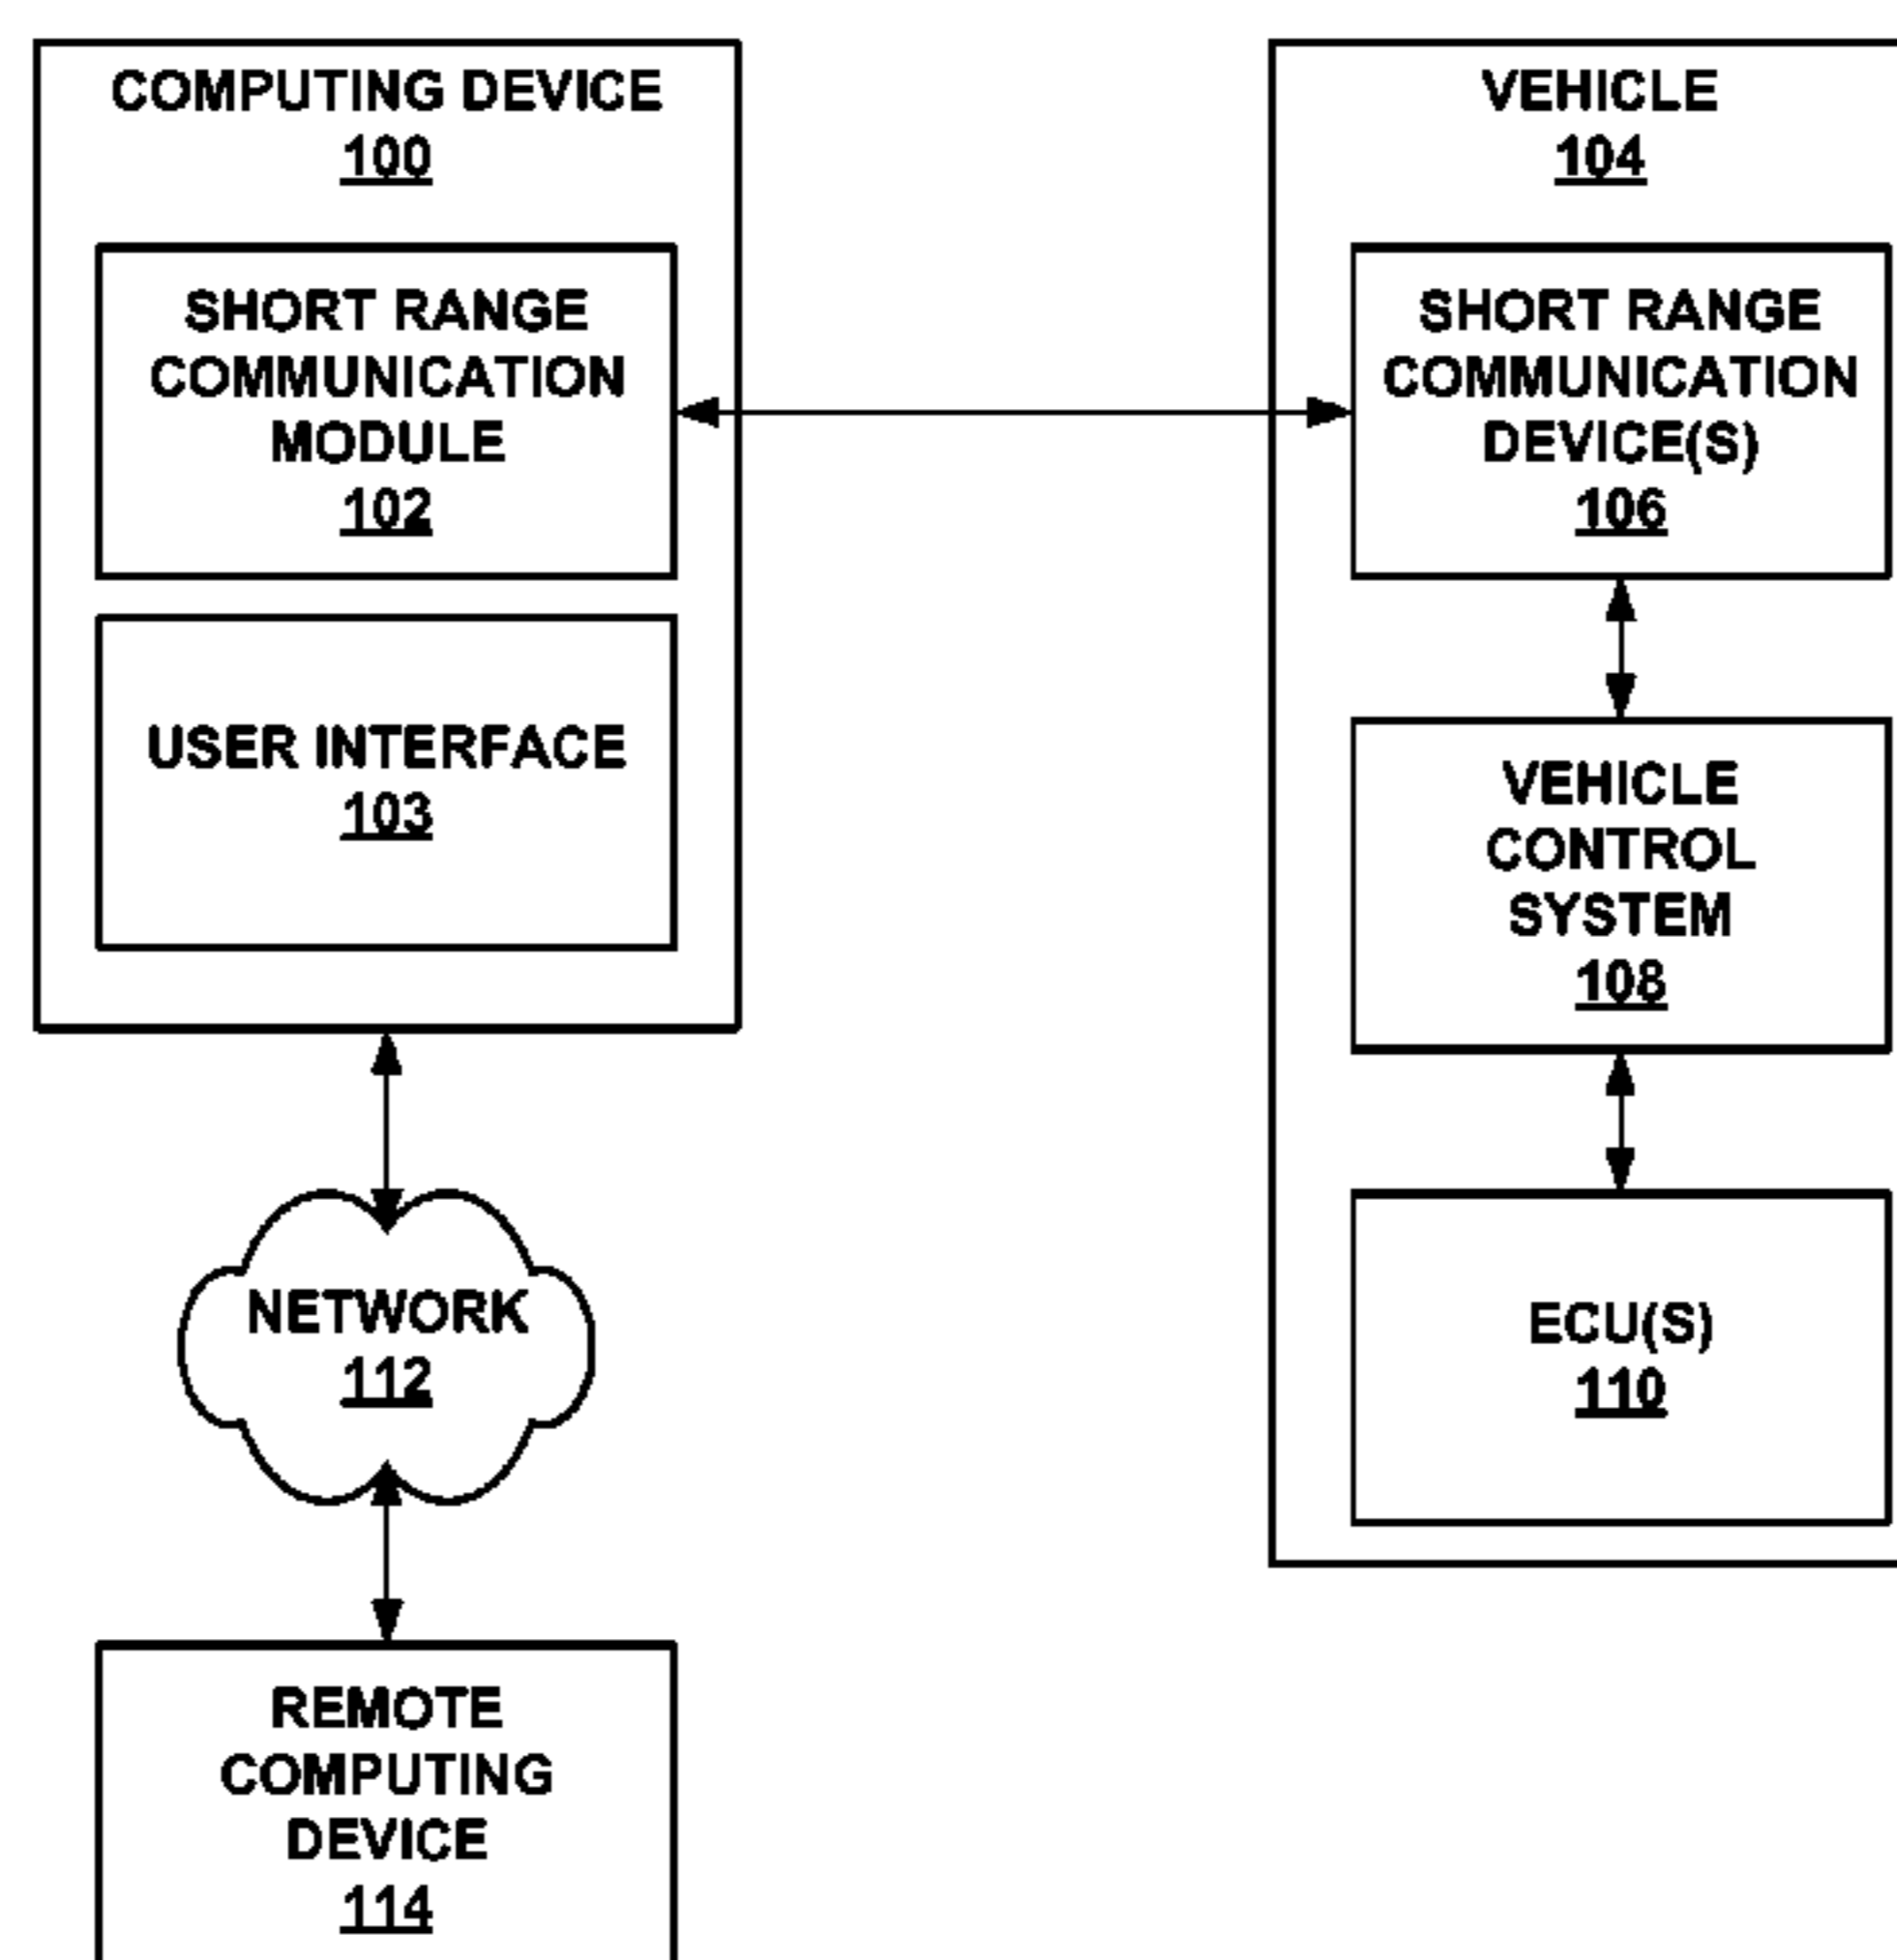 COMPUTING DEVICE
100
SHORT RANGE
COMMUNICATION
MODULE
102
USER INTERFACE
103
NETWORK
112
REMOTE
COMPUTING
DEVICE
114
VEHICLE
104
SHORT RANGE
COMMUNICATION
DEVICE(S)
106
VEHICLE
CONTROL
SYSTEM
108
ECU(S)
110